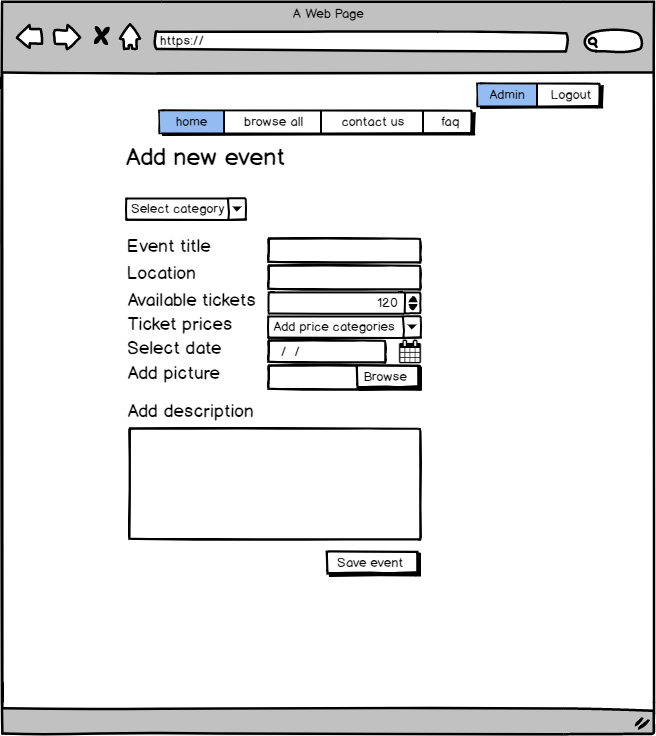 A Web Page
https://
Admin Logout
home browse all contact us faq
Add new event
Select category
Event title
Location
Available tickets 120
Ticket prices Add price categories
Select date / /
Add picture Browse
Add description
Save event